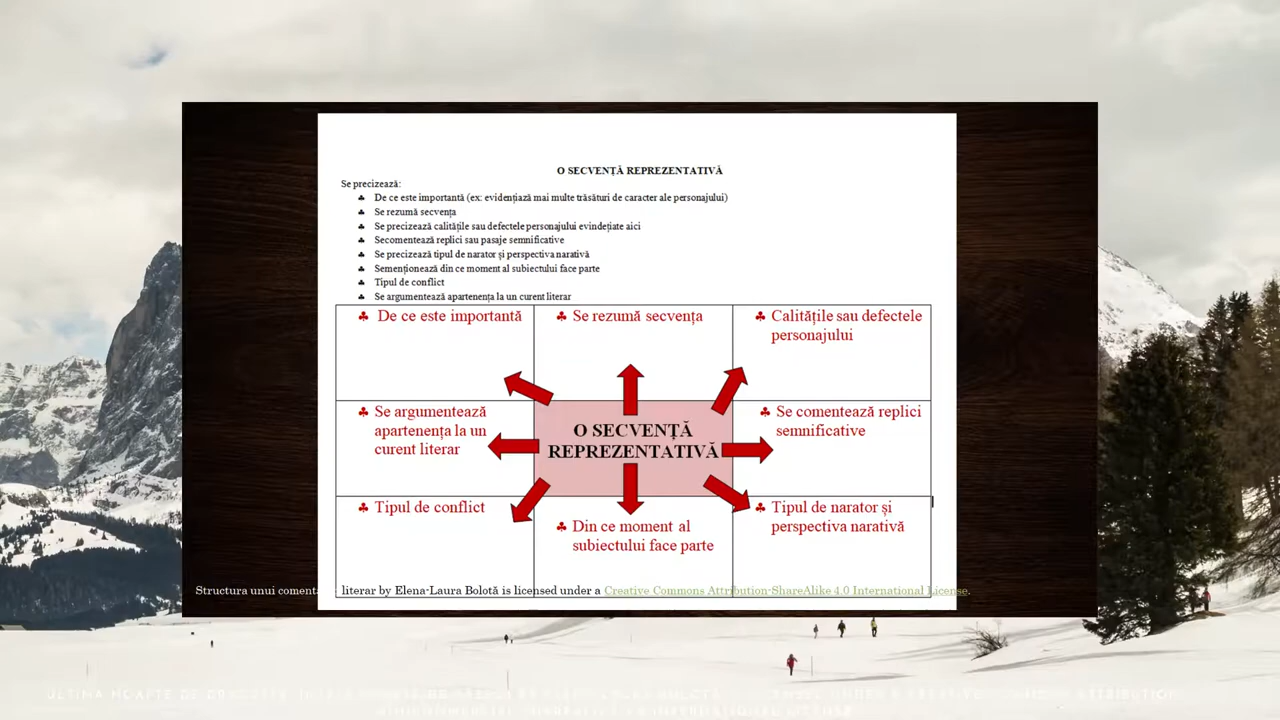 O SECVENȚĂ REPREZENTATIVĂ
Se precizează:
♣ De ce este importantă (ex: evidențiază mai multe trăsături de caracter ale personajului)
♣ Se rezumă secvența
♣ Se precizează calitățile sau defectele personajului evindețiate aici
♣ Secomentează replici sau pasaje semnificative
♣ Se precizează tipul de narator și perspectiva narativă
♣ Semenționează din ce moment al subiectului face parte
♣ Tipul de conflict
♣ Se argumentează apartenența la un curent literar
♣ De ce este importantă
♣ Se rezumă secvența
♣ Calitățile sau defectele
personajului
♣ Se argumentează
apartenența la un
curent literar
O SECVENȚĂ
REPREZENTATIVĂ
♣ Se comentează replici
semnificative
♣ Tipul de conflict
♣ Din ce moment al
subiectului face parte
♣ Tipul de narator și
perspectiva narativă
Structura unui literar by Elena-Laura Bolotă is licensed under a Creative Commons Attribution-ShareAlike 4.0 International License.